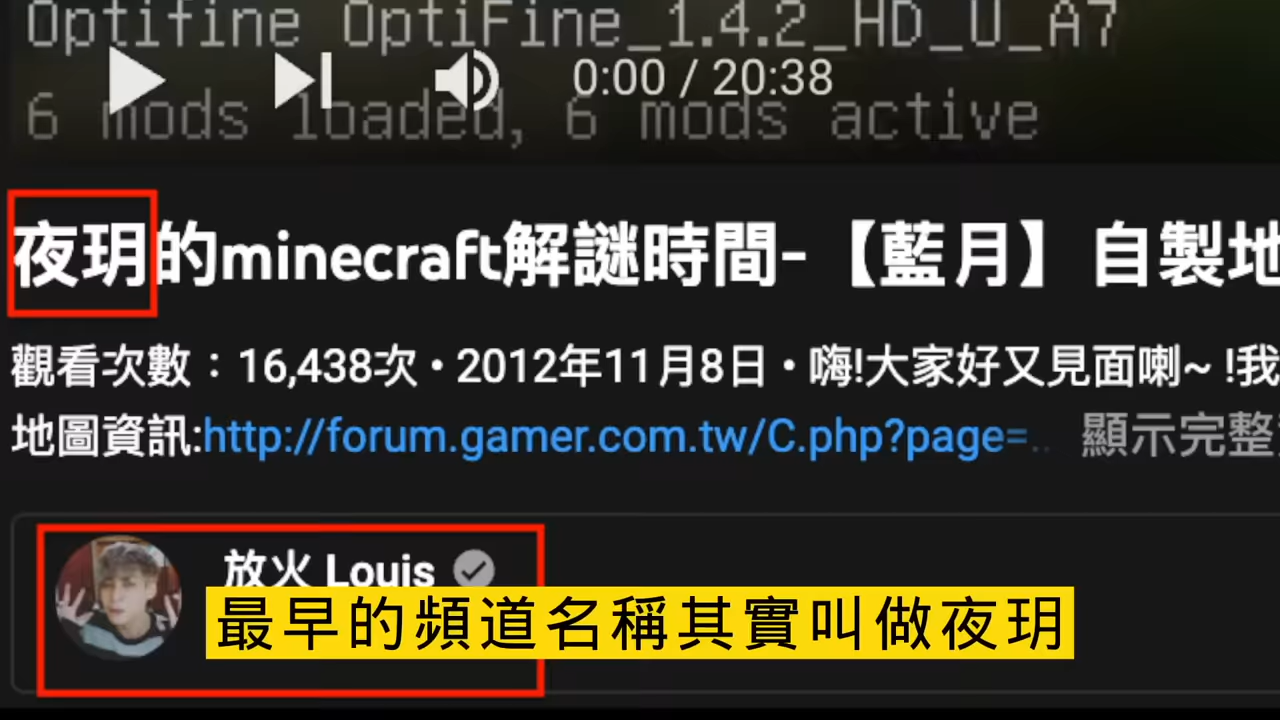 Optifine OptiFine_1.4.2_HD_U_A7
0:00 / 20:38
6 mods loaded, 6 mods active
夜玥的minecraft解謎時間-【藍月】自製地
觀看次數：16,438次 • 2012年11月8日 • 嗨!大家好又見面喇~ !我
地圖資訊:http://forum.gamer.com.tw/C.php?page=.. 顯示完整
放火 Louis
最早的頻道名稱其實叫做夜玥